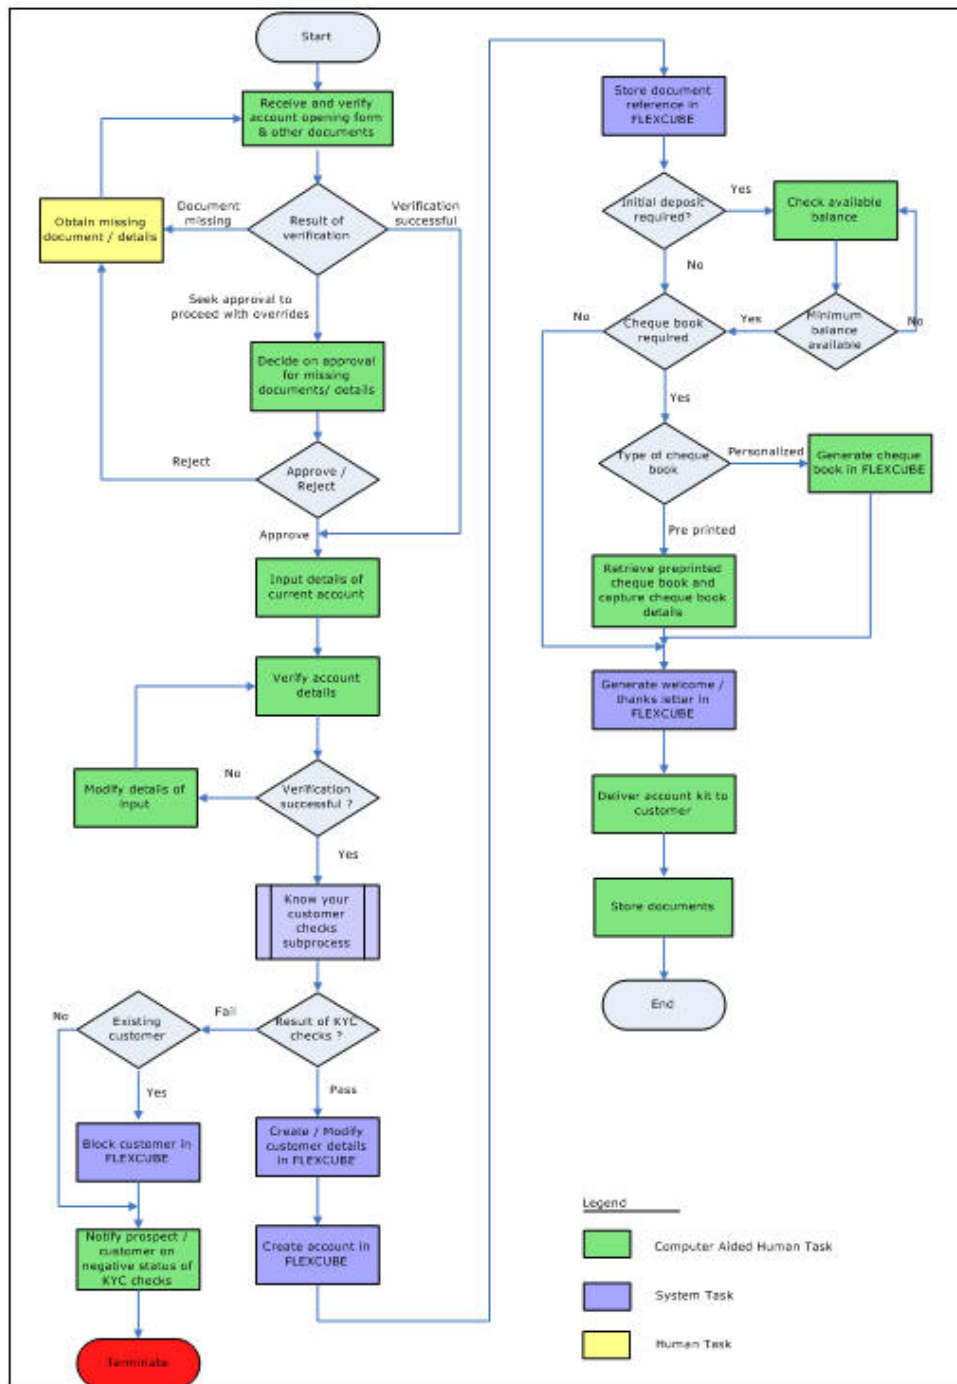 Start
Receive and verify
account opening form
& other documents
Document
missing
Verification
successful
Obtain missing
document / details
Result of
verification
Seek approval to
proceed with overrides
Decide on approval
for missing
documents/ details
Reject
Approve /
Reject
Approve
Input details of
current account
Verify account
details
No
Modify details of
input
Verification
successful ?
Yes
Know your
customer
checks
subprocess
No
Existing
customer
Fail
Result of KYC
checks ?
Yes
Pass
Block customer in
FLEXCUBE
Create / Modify
customer details
in FLEXCUBE
Notify prospect /
customer on
negative status of
KYC checks
Create account in
FLEXCUBE
Terminate
Store document
reference in
FLEXCUBE
Initial deposit
required?
Yes
Check available
balance
No
No
Cheque book
required
Yes
Minimum
balance
available
No
Yes
Type of cheque
book
Personalized
Generate cheque
book in FLEXCUBE
Pre printed
Retrieve preprinted
cheque book and
capture cheque book
details
Generate welcome /
thanks letter in
FLEXCUBE
Deliver account kit to
customer
Store documents
End
Legend
Computer Aided Human Task
System Task
Human Task